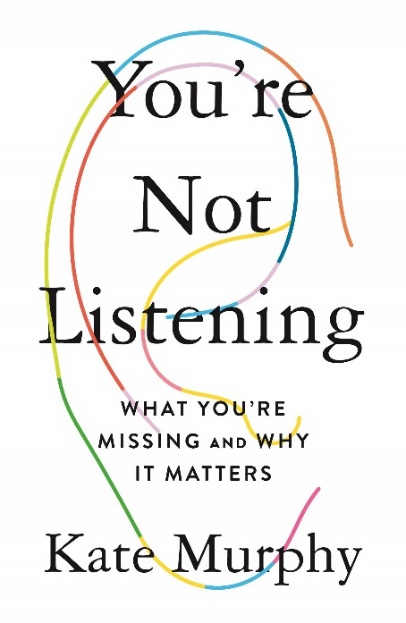 You're
Not
Listening
WHAT YOU'RE
MISSING AND WHY
IT MATTERS
Kate Murphy